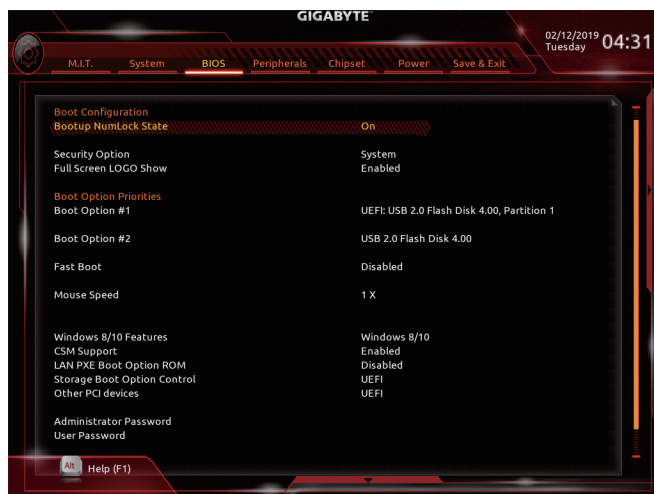 GIGABYTE™
02/12/2019 Tuesday 04:31
M.I.T. System BIOS Peripherals Chipset Power Save & Exit
Boot Configuration
Bootup NumLock State On
Security Option System
Full Screen LOGO Show Enabled
Boot Option Priorities
Boot Option #1 UEFI: USB 2.0 Flash Disk 4.00, Partition 1
Boot Option #2 USB 2.0 Flash Disk 4.00
Fast Boot Disabled
Mouse Speed 1 X
Windows 8/10 Features Windows 8/10
CSM Support Enabled
LAN PXE Boot Option ROM Disabled
Storage Boot Option Control UEFI
Other PCI devices UEFI
Administrator Password
User Password
Alt Help (F1)